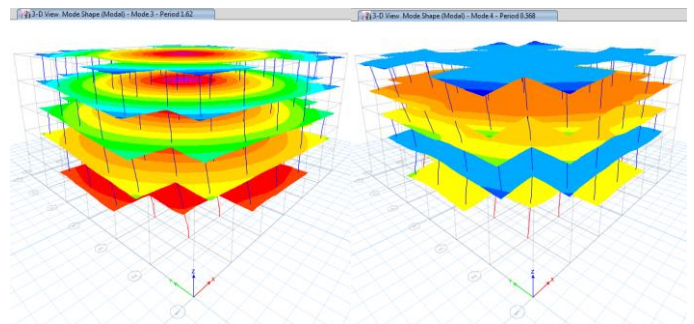 3-D View Mode Shape (Modal) - Mode 3 - Period 1.62
3-D View Mode Shape (Modal) - Mode 4 - Period 0.568
Z
Y
X
Z
Y
X